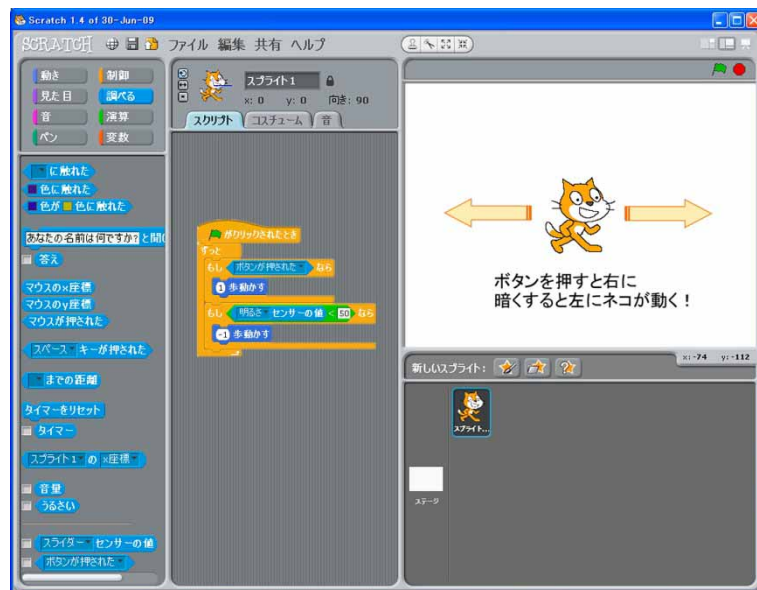 Scratch 1.4 of 30-Jun-09
SCRATCH ファイル 編集 共有 ヘルプ
動き 制御
見た目 調べる
音 演算
ペン 変数
に触れた
色に触れた
色が 色に触れた
あなたの名前は何ですか? と聞
答え
マウスのx座標
マウスのy座標
マウスが押された
スペース キーが押された
までの距離
タイマーをリセット
タイマー
スプライト1 の x座標
音量
うるさい
スライダー センサーの値
ボタンが押された
スプライト1
x: 0 y: 0 向き: 90
スクリプト コスチューム 音
がクリックされたとき
ずっと
もし ボタンが押された なら
1 歩動かす
もし 明るさ センサーの値 < 50 なら
-1 歩動かす
ボタンを押すと右に
暗くすると左にネコが動く!
x: -74 y: -112
新しいスプライト:
スプライト...
ステージ